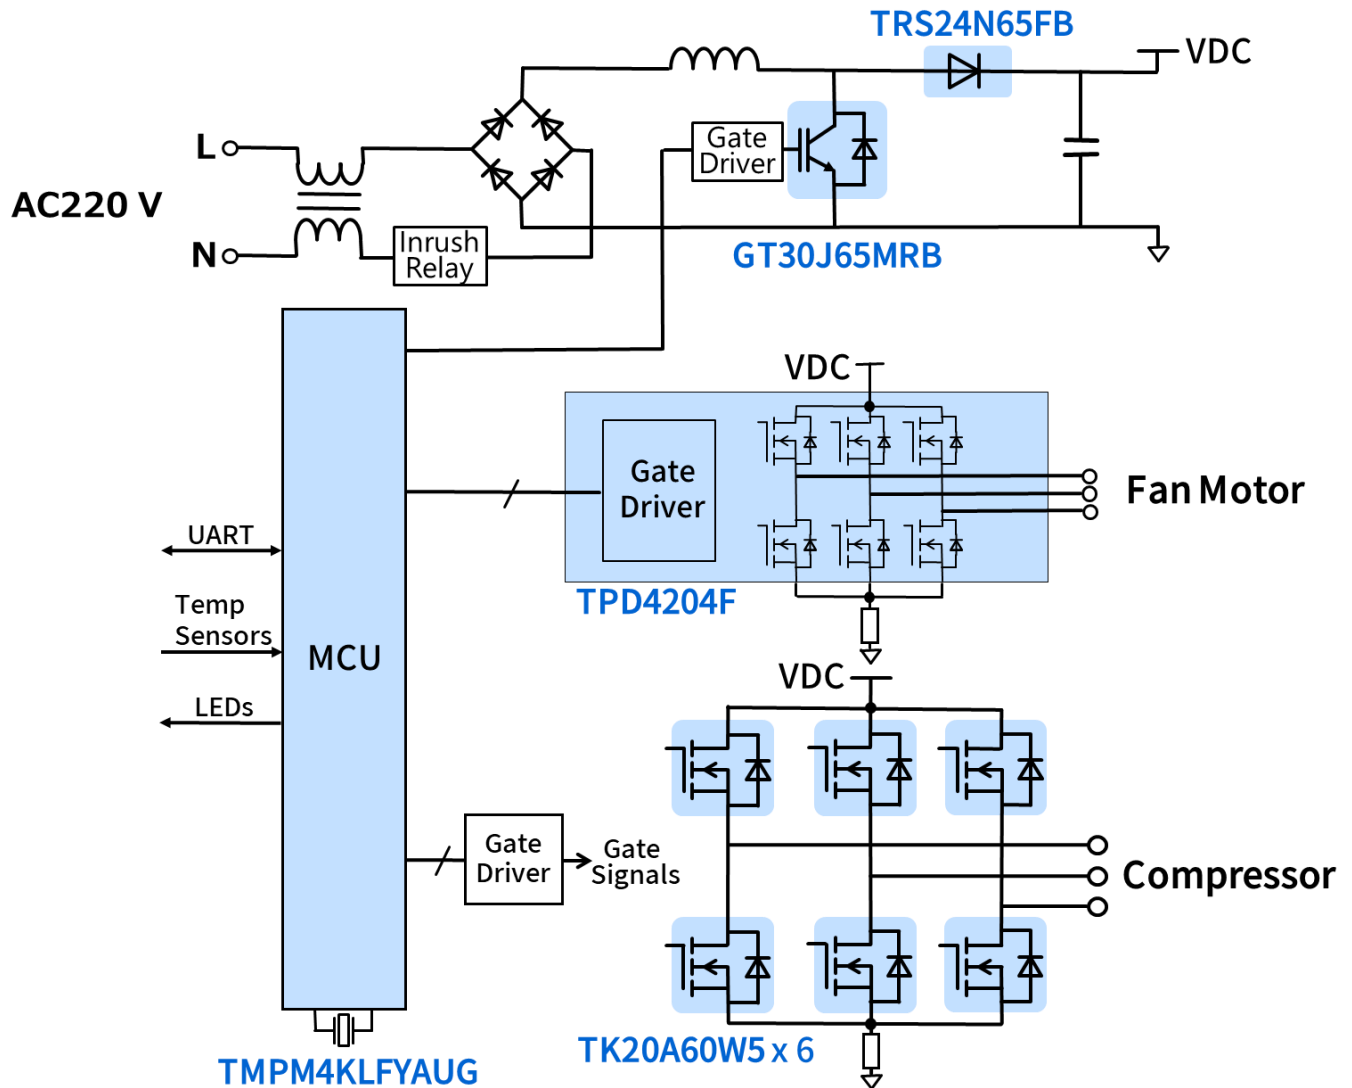 TRS24N65FB
VDC
Gate
Driver
L
AC220 V
N
Inrush
Relay
GT30J65MRB
VDC
Gate
Driver
Fan Motor
UART
TPD4204F
Temp
Sensors
MCU
VDC
LEDs
Gate
Driver
Gate
Signals
Compressor
TK20A60W5 x 6
TMPM4KLFYAUG